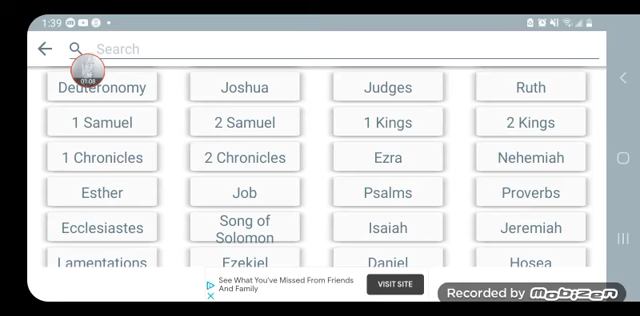 1:39
Search
01:08
Deuteronomy Joshua Judges Ruth
1 Samuel 2 Samuel 1 Kings 2 Kings
1 Chronicles 2 Chronicles Ezra Nehemiah
Esther Job Psalms Proverbs
Ecclesiastes Song of Solomon Isaiah Jeremiah
Lamentations Ezekiel Daniel Hosea
See What You've Missed From Friends
And Family
VISIT SITE
Recorded by MOBIZEN